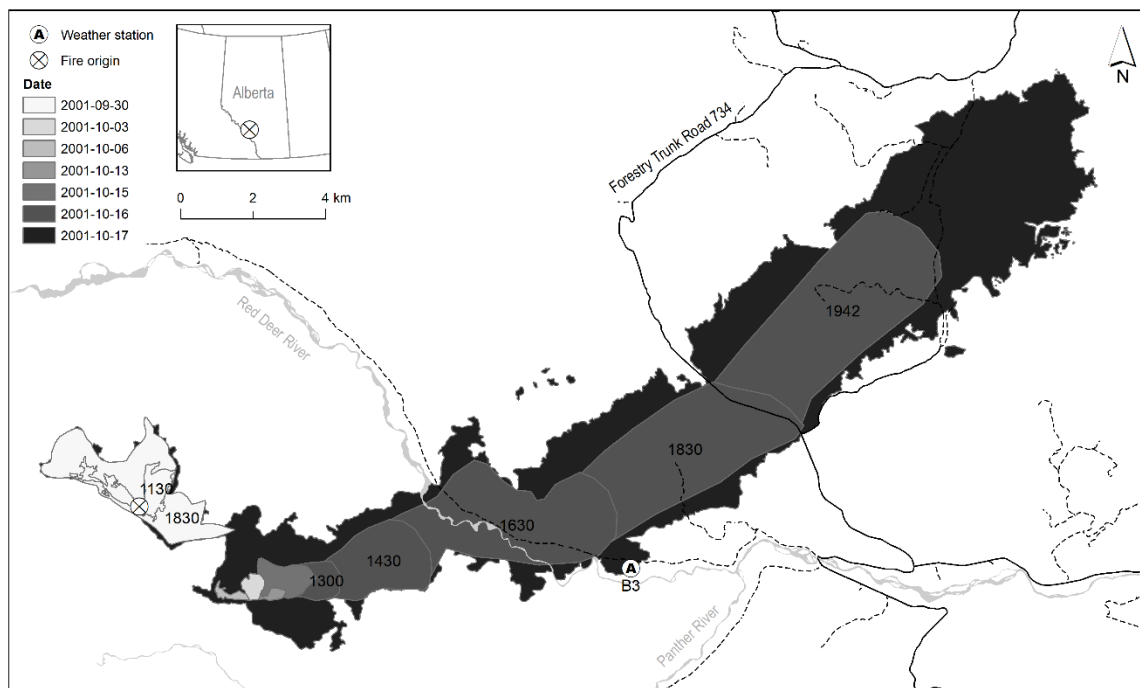 A Weather station
Fire origin
Date
2001-09-30
2001-10-03
2001-10-06
2001-10-13
2001-10-15
2001-10-16
2001-10-17
Alberta
0 2 4 km
N
Forestry Trunk Road 734
Red Deer River
1942
1830
1130
1830
1630
1430
1300
A
B3
Panther River